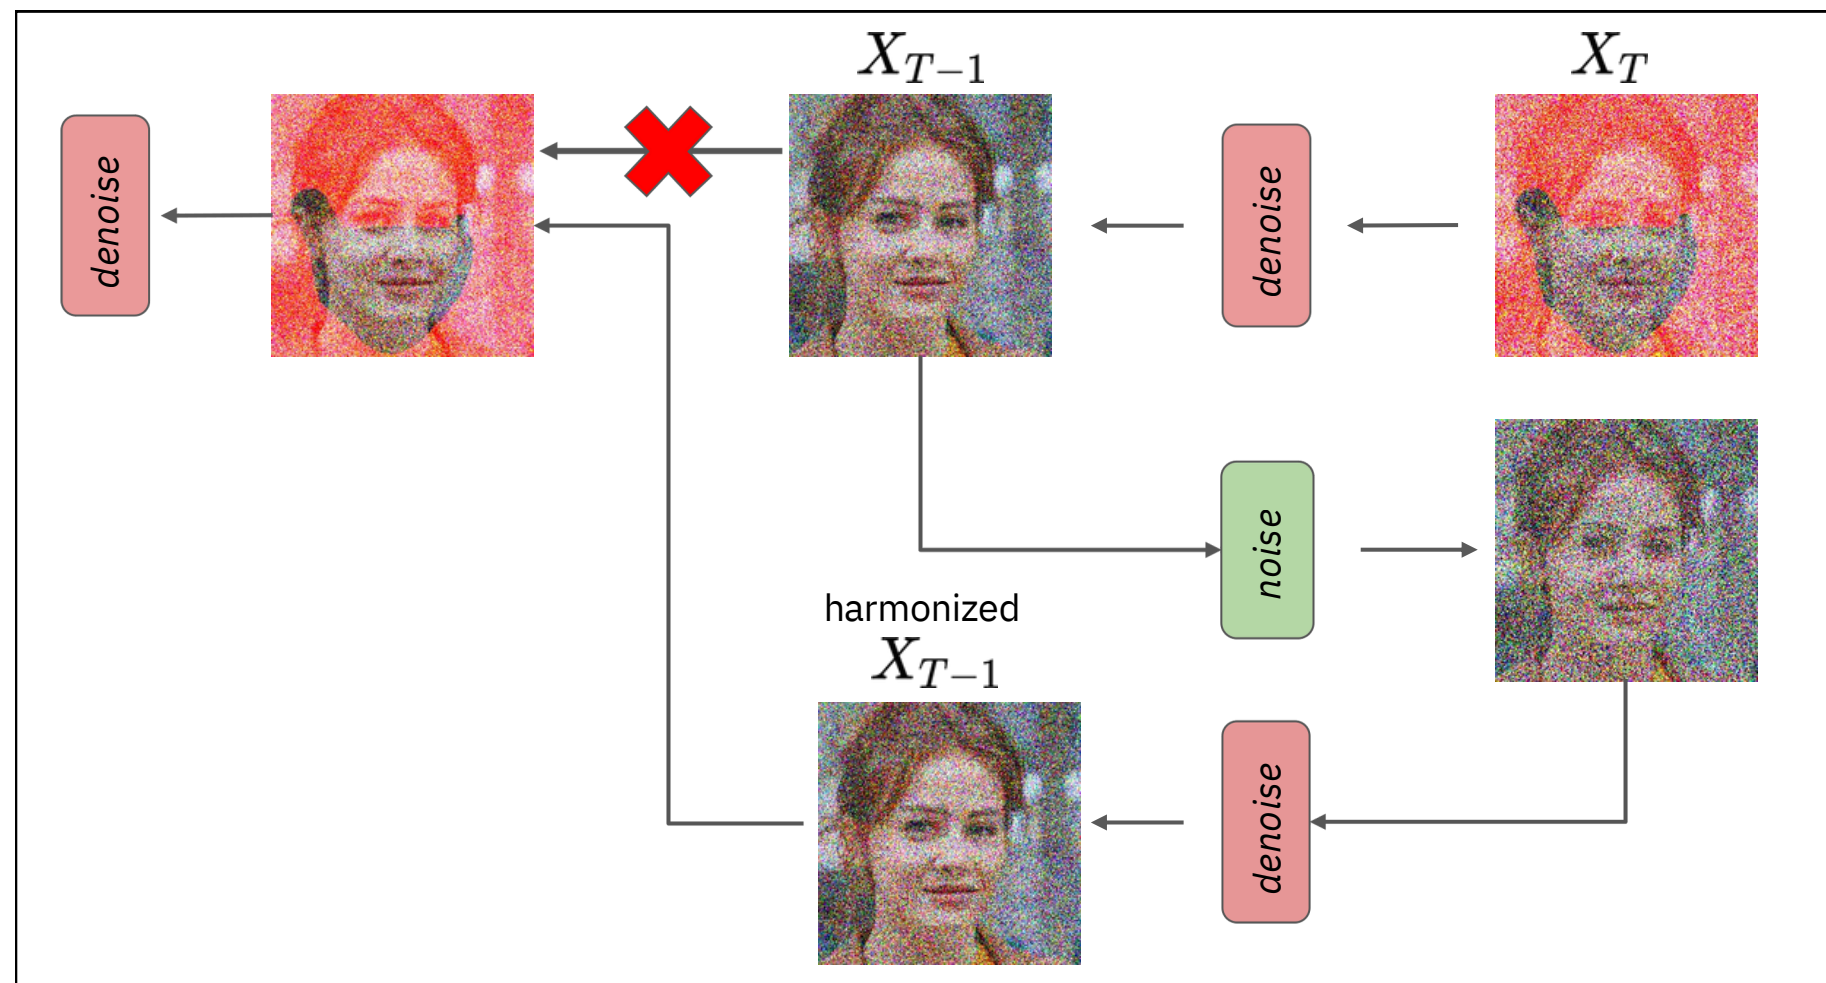 X_{T-1}
X_T
denoise
denoise
noise
harmonized
X_{T-1}
denoise